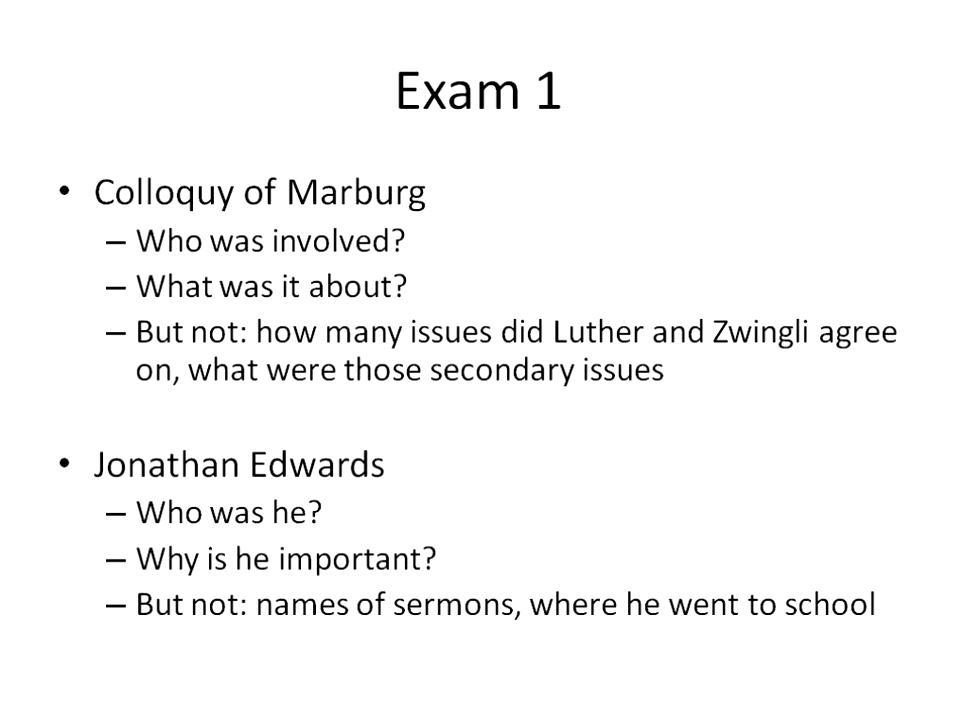 Exam 1
• Colloquy of Marburg
– Who was involved?
– What was it about?
– But not: how many issues did Luther and Zwingli agree
on, what were those secondary issues
• Jonathan Edwards
– Who was he?
– Why is he important?
– But not: names of sermons, where he went to school